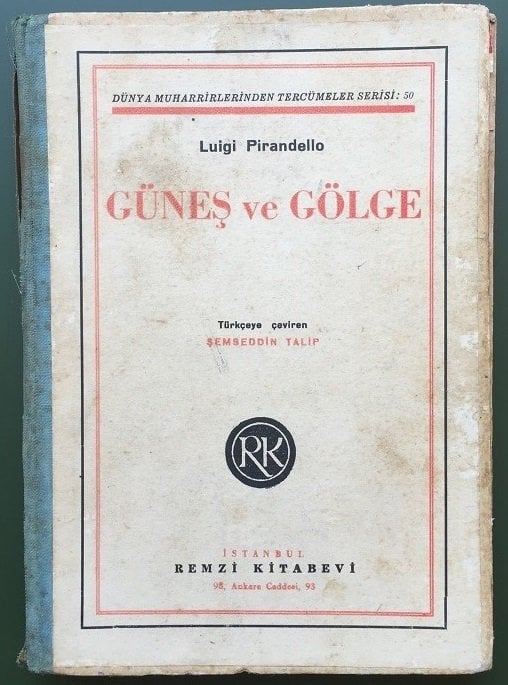 DÜNYA MUHARRİRLERİNDEN TERCÜMELER SERİSİ: 50
Luigi Pirandello
GÜNEŞ ve GÖLGE
Türkçeye çeviren
ŞEMSEDDİN TALİP
RK
İSTANBUL
REMZİ KİTABEVİ
93, Ankara Caddesi, 93